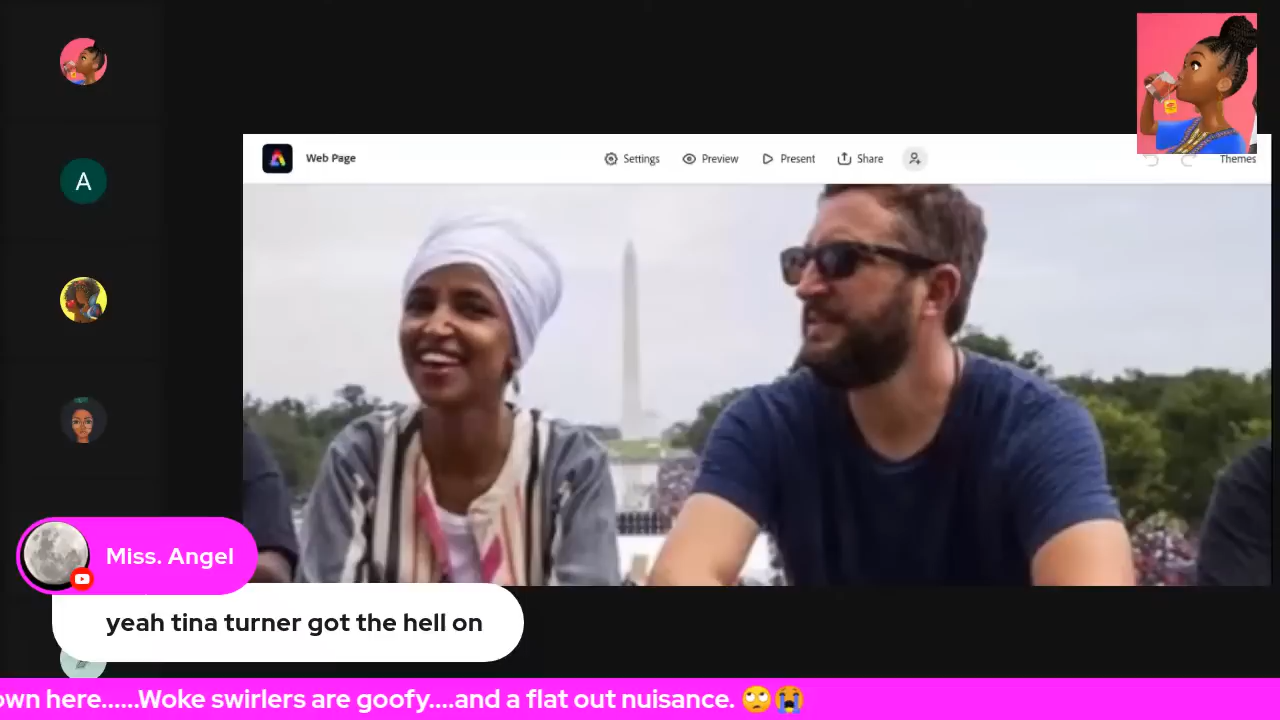 Web Page
Settings Preview Present Share
Themes
A
Miss. Angel
yeah tina turner got the hell on
own here......Woke swirlers are goofy....and a flat out nuisance. 🙄😭